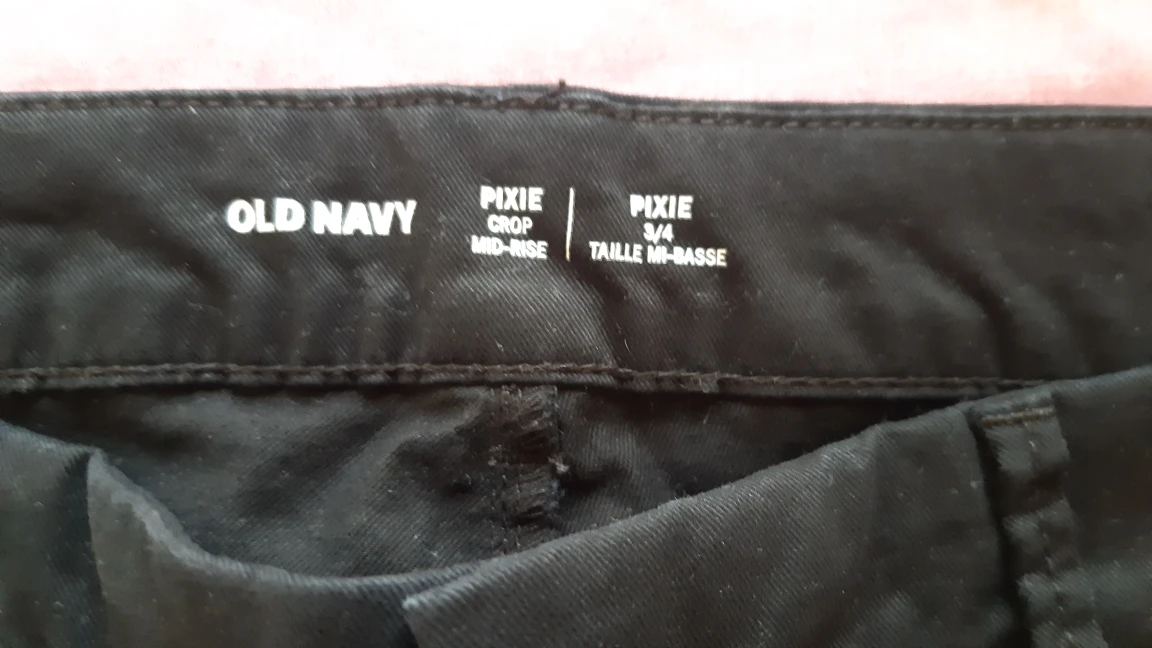 OLD NAVY
PIXIE
CROP
MID-RISE
PIXIE
3/4
TAILLE MI-BASSE